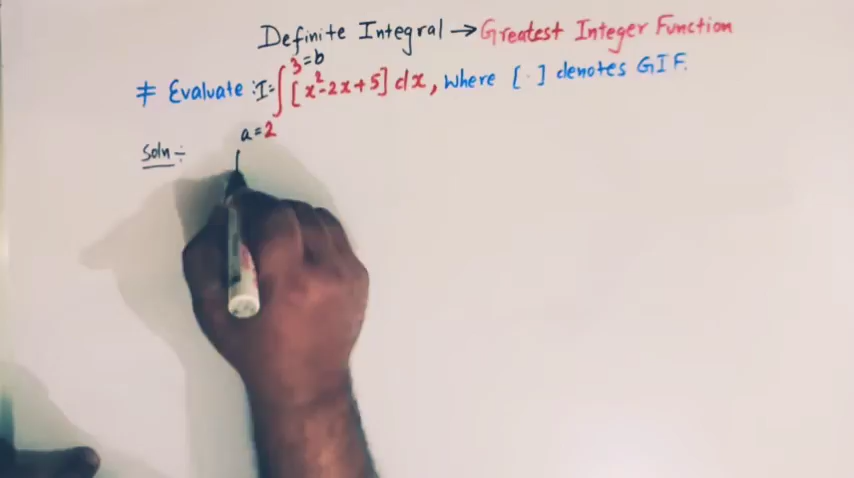 Definite Integral → Greatest Integer Function
≠ Evaluate : I = ∫ [x²-2x+5] dx, where [·] denotes GIF.
3=b
a=2
Soln ÷